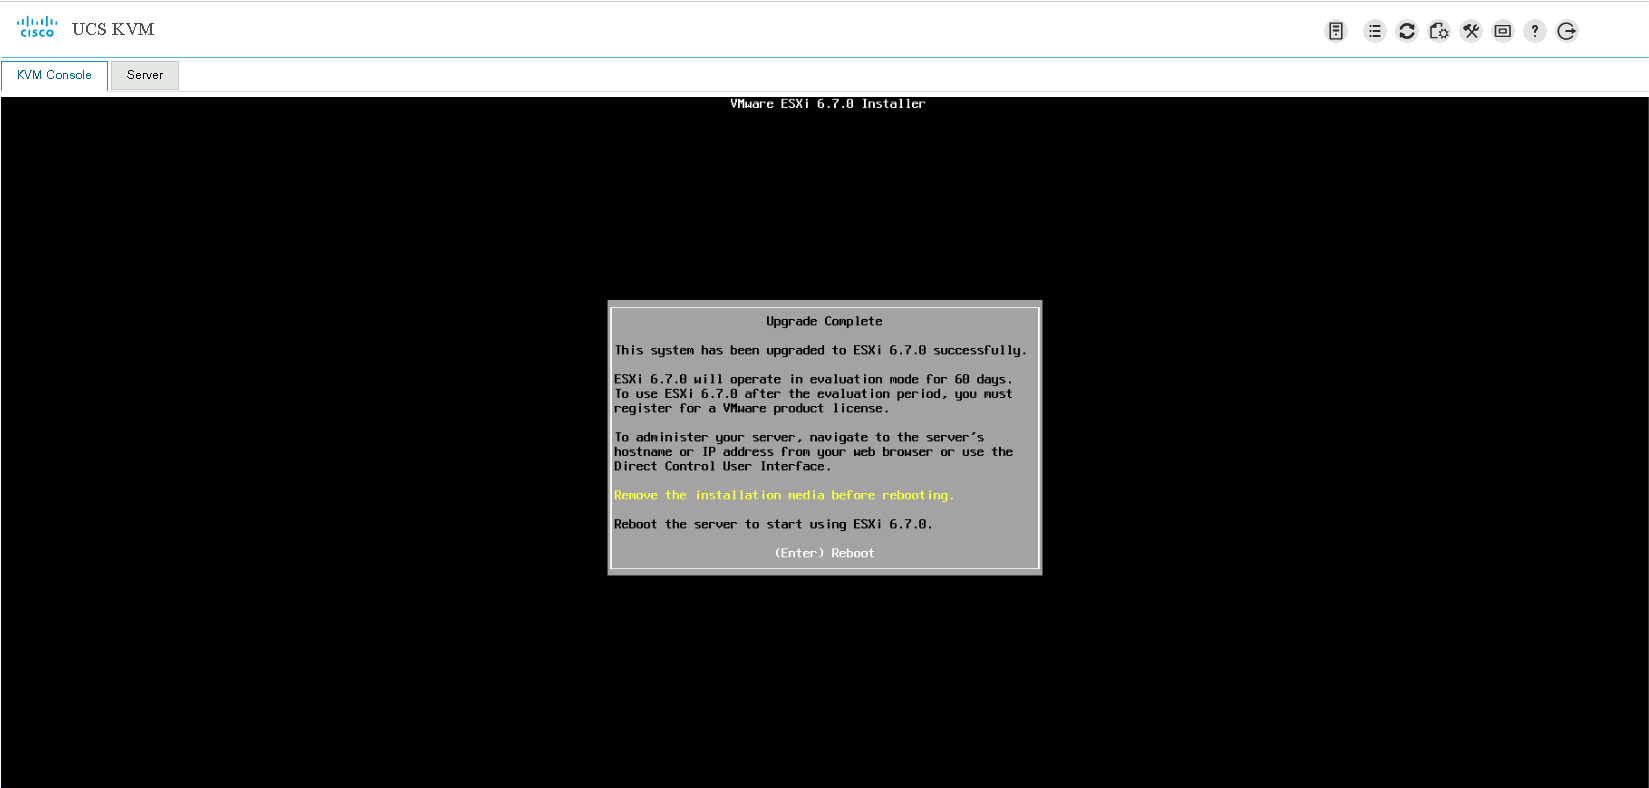 CISCO
UCS KVM
?
KVM Console
Server
VMware ESXi 6.7.0 Installer
Upgrade Complete
This system has been upgraded to ESXi 6.7.0 successfully.
ESXi 6.7.0 will operate in evaluation mode for 60 days.
To use ESXi 6.7.0 after the evaluation period, you must
register for a VMware product license.
To administer your server, navigate to the server's
hostname or IP address from your web browser or use the
Direct Control User Interface.
Remove the installation media before rebooting.
Reboot the server to start using ESXi 6.7.0.
(Enter) Reboot